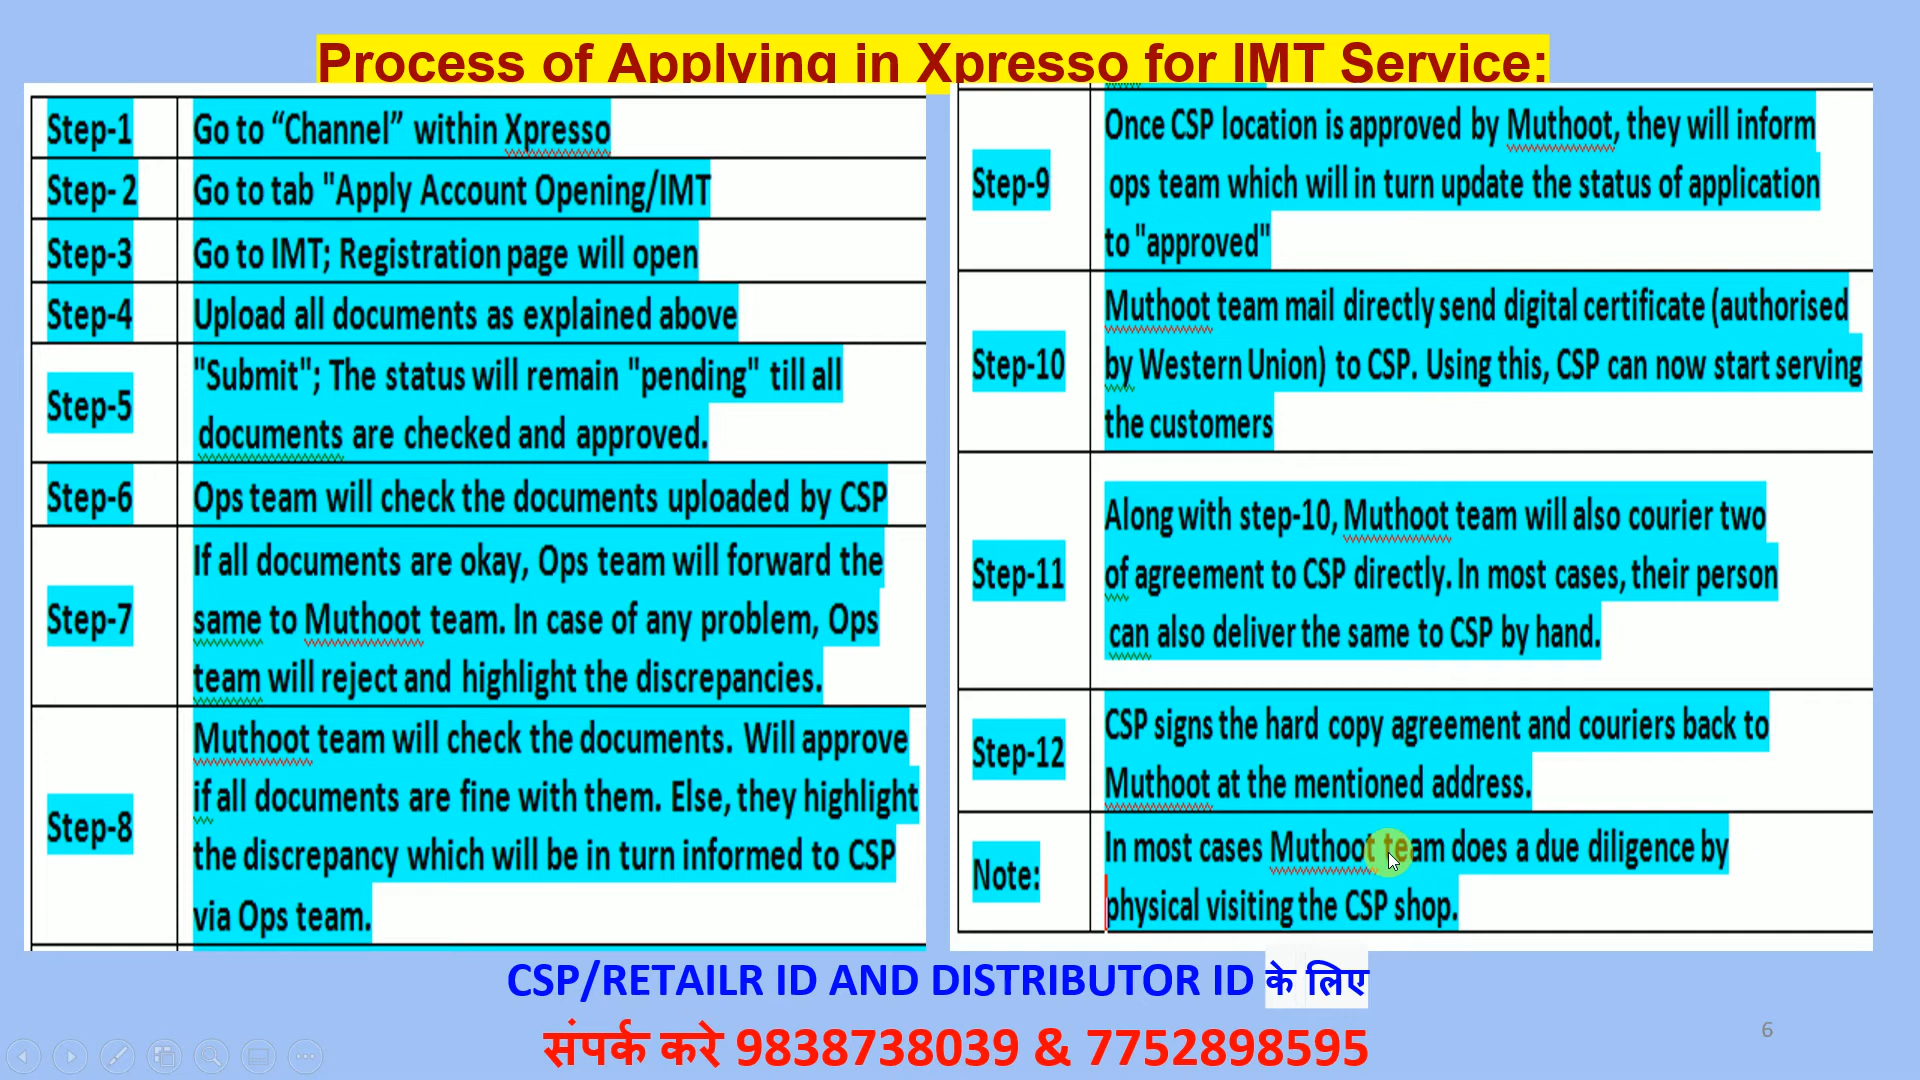 Process of Applying in Xpresso for IMT Service:
Step-1
Go to “Channel” within Xpresso
Step- 2
Go to tab "Apply Account Opening/IMT
Step-3
Go to IMT; Registration page will open
Step-4
Upload all documents as explained above
Step-5
"Submit"; The status will remain "pending" till all
documents are checked and approved.
Step-6
Ops team will check the documents uploaded by CSP
Step-7
If all documents are okay, Ops team will forward the
same to Muthoot team. In case of any problem, Ops
team will reject and highlight the discrepancies.
Step-8
Muthoot team will check the documents. Will approve
if all documents are fine with them. Else, they highlight
the discrepancy which will be in turn informed to CSP
via Ops team.
Step-9
Once CSP location is approved by Muthoot, they will inform
ops team which will in turn update the status of application
to "approved"
Step-10
Muthoot team mail directly send digital certificate (authorised
by Western Union) to CSP. Using this, CSP can now start serving
the customers
Step-11
Along with step-10, Muthoot team will also courier two
of agreement to CSP directly. In most cases, their person
can also deliver the same to CSP by hand.
Step-12
CSP signs the hard copy agreement and couriers back to
Muthoot at the mentioned address.
Note:
In most cases Muthoot team does a due diligence by
physical visiting the CSP shop.
CSP/RETAILR ID AND DISTRIBUTOR ID के लिए
संपर्क करे 9838738039 & 7752898595
6